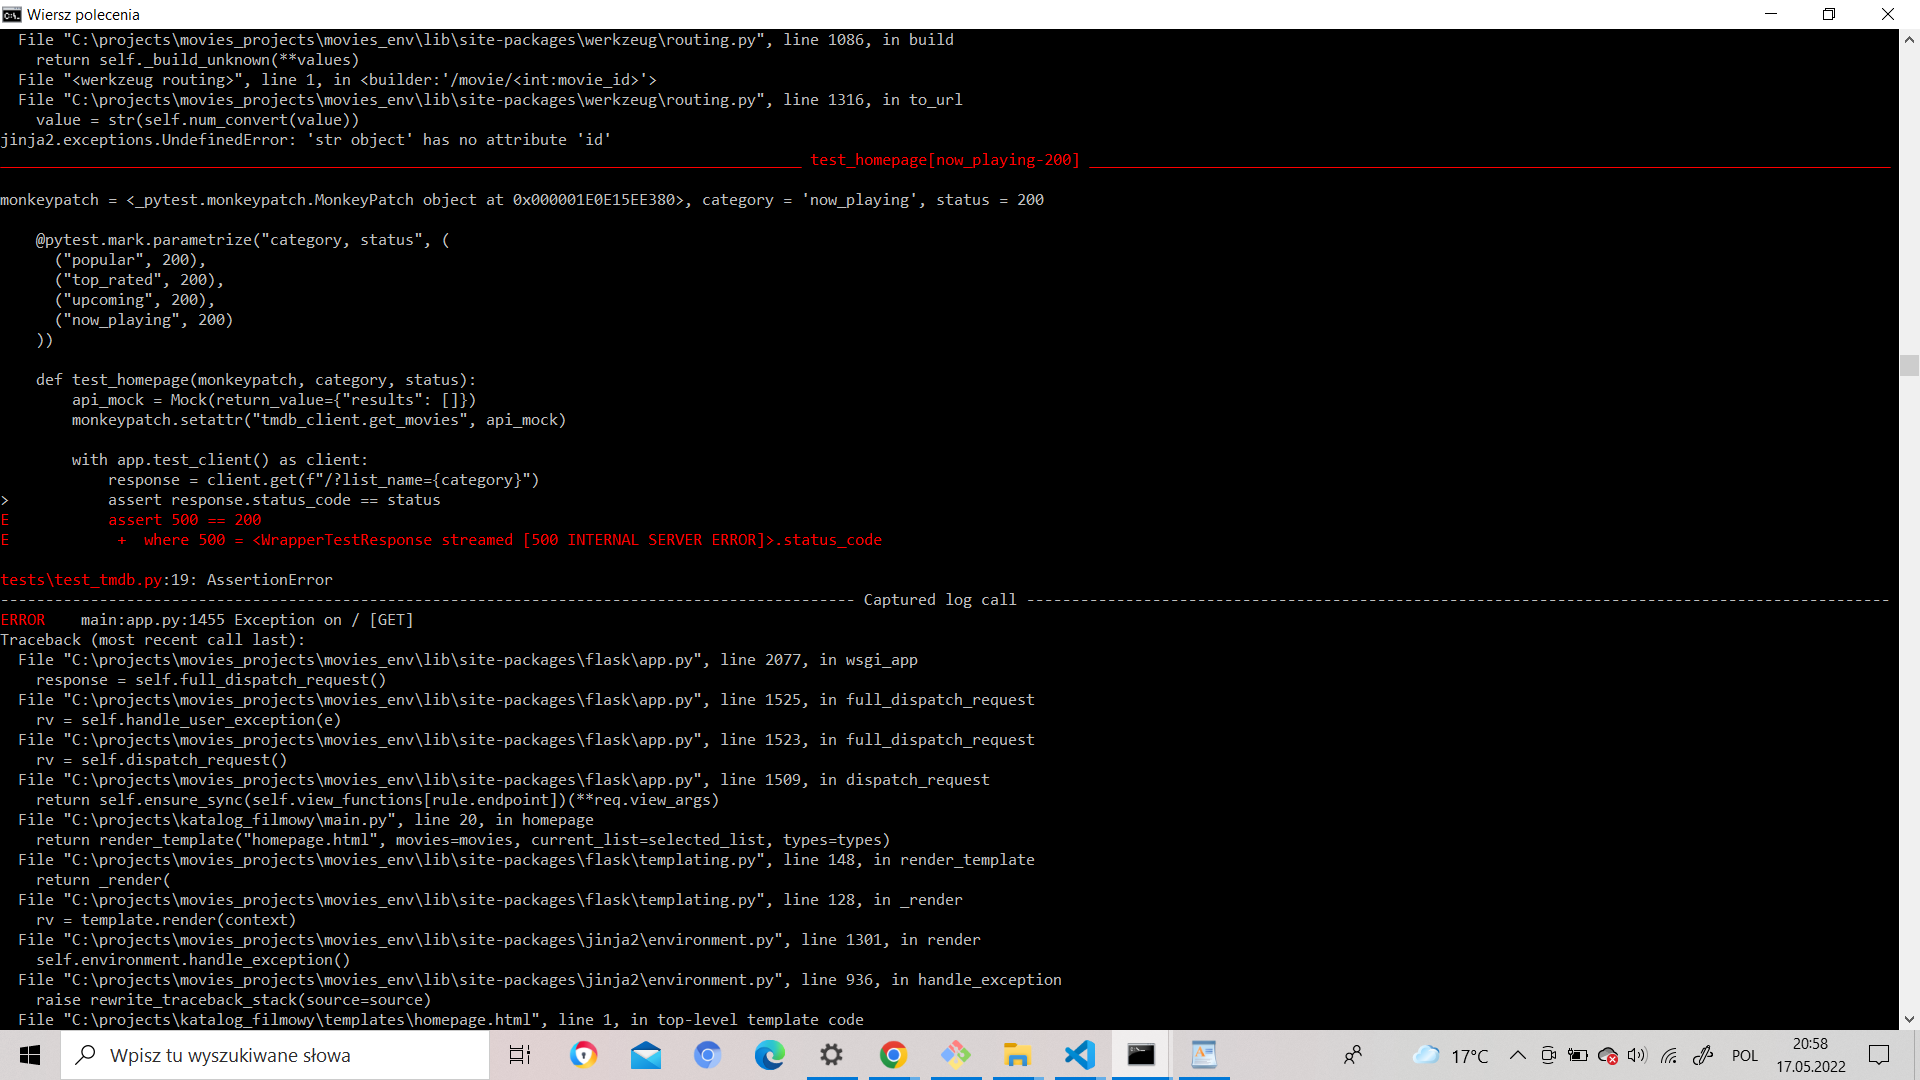 Wiersz polecenia
  File "C:\projects\movies_projects\movies_env\lib\site-packages\werkzeug\routing.py", line 1086, in build
    return self._build_unknown(**values)
  File "<werkzeug routing>", line 1, in <builder:'/movie/<int:movie_id>'>
  File "C:\projects\movies_projects\movies_env\lib\site-packages\werkzeug\routing.py", line 1316, in to_url
    value = str(self.num_convert(value))
jinja2.exceptions.UndefinedError: 'str object' has no attribute 'id'
test_homepage[now_playing-200]
monkeypatch = <_pytest.monkeypatch.MonkeyPatch object at 0x000001E0E15EE380>, category = 'now_playing', status = 200
    @pytest.mark.parametrize("category, status", (
      ("popular", 200),
      ("top_rated", 200),
      ("upcoming", 200),
      ("now_playing", 200)
    ))
    def test_homepage(monkeypatch, category, status):
        api_mock = Mock(return_value={"results": []})
        monkeypatch.setattr("tmdb_client.get_movies", api_mock)
        with app.test_client() as client:
            response = client.get(f"/?list_name={category}")
>           assert response.status_code == status
E           assert 500 == 200
E            +  where 500 = <WrapperTestResponse streamed [500 INTERNAL SERVER ERROR]>.status_code
tests\test_tmdb.py:19: AssertionError
Captured log call
ERROR    main:app.py:1455 Exception on / [GET]
Traceback (most recent call last):
  File "C:\projects\movies_projects\movies_env\lib\site-packages\flask\app.py", line 2077, in wsgi_app
    response = self.full_dispatch_request()
  File "C:\projects\movies_projects\movies_env\lib\site-packages\flask\app.py", line 1525, in full_dispatch_request
    rv = self.handle_user_exception(e)
  File "C:\projects\movies_projects\movies_env\lib\site-packages\flask\app.py", line 1523, in full_dispatch_request
    rv = self.dispatch_request()
  File "C:\projects\movies_projects\movies_env\lib\site-packages\flask\app.py", line 1509, in dispatch_request
    return self.ensure_sync(self.view_functions[rule.endpoint])(**req.view_args)
  File "C:\projects\katalog_filmowy\main.py", line 20, in homepage
    return render_template("homepage.html", movies=movies, current_list=selected_list, types=types)
  File "C:\projects\movies_projects\movies_env\lib\site-packages\flask\templating.py", line 148, in render_template
    return _render(
  File "C:\projects\movies_projects\movies_env\lib\site-packages\flask\templating.py", line 128, in _render
    rv = template.render(context)
  File "C:\projects\movies_projects\movies_env\lib\site-packages\jinja2\environment.py", line 1301, in render
    self.environment.handle_exception()
  File "C:\projects\movies_projects\movies_env\lib\site-packages\jinja2\environment.py", line 936, in handle_exception
    raise rewrite_traceback_stack(source=source)
  File "C:\projects\katalog_filmowy\templates\homepage.html", line 1, in top-level template code
Wpisz tu wyszukiwane słowa
17°C
POL
20:58
17.05.2022